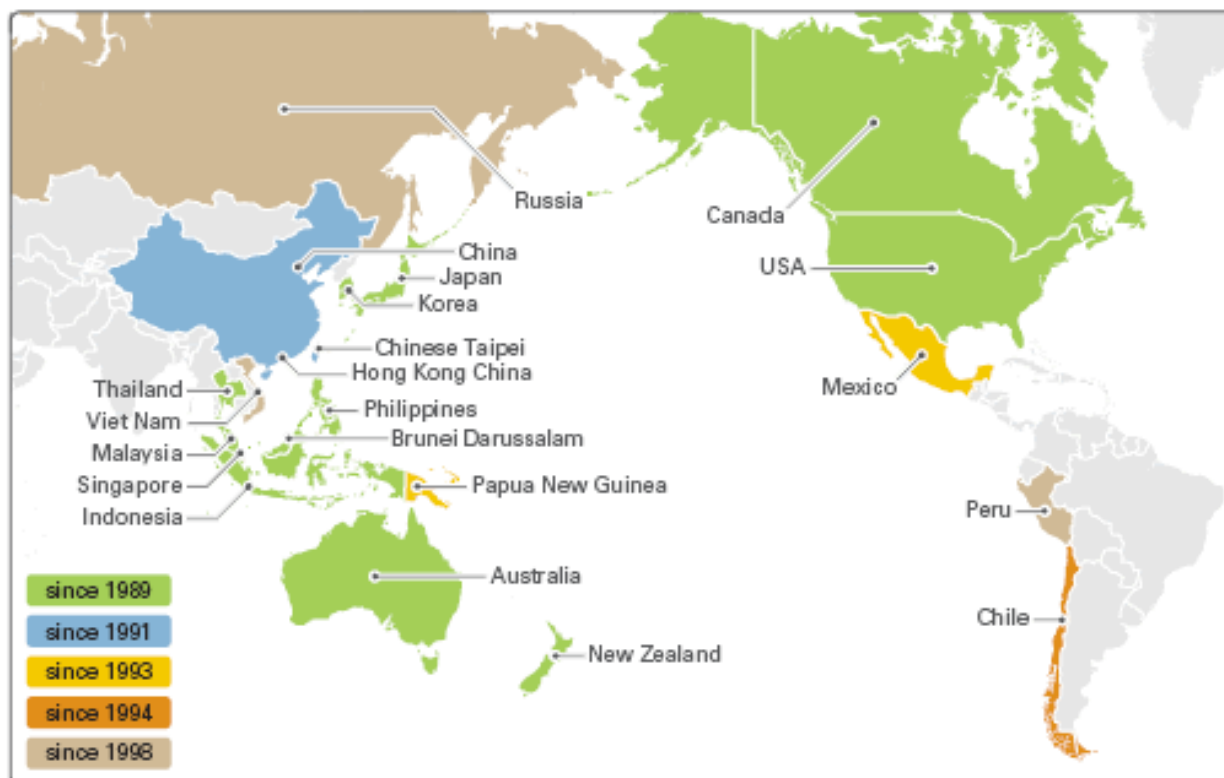 Russia
Canada
China
USA
Japan
Korea
Chinese Taipei
Hong Kong China
Mexico
Thailand
Philippines
Viet Nam
Brunei Darussalam
Malaysia
Singapore
Papua New Guinea
Indonesia
Peru
Australia
since 1989
Chile
since 1991
New Zealand
since 1993
since 1994
since 1998